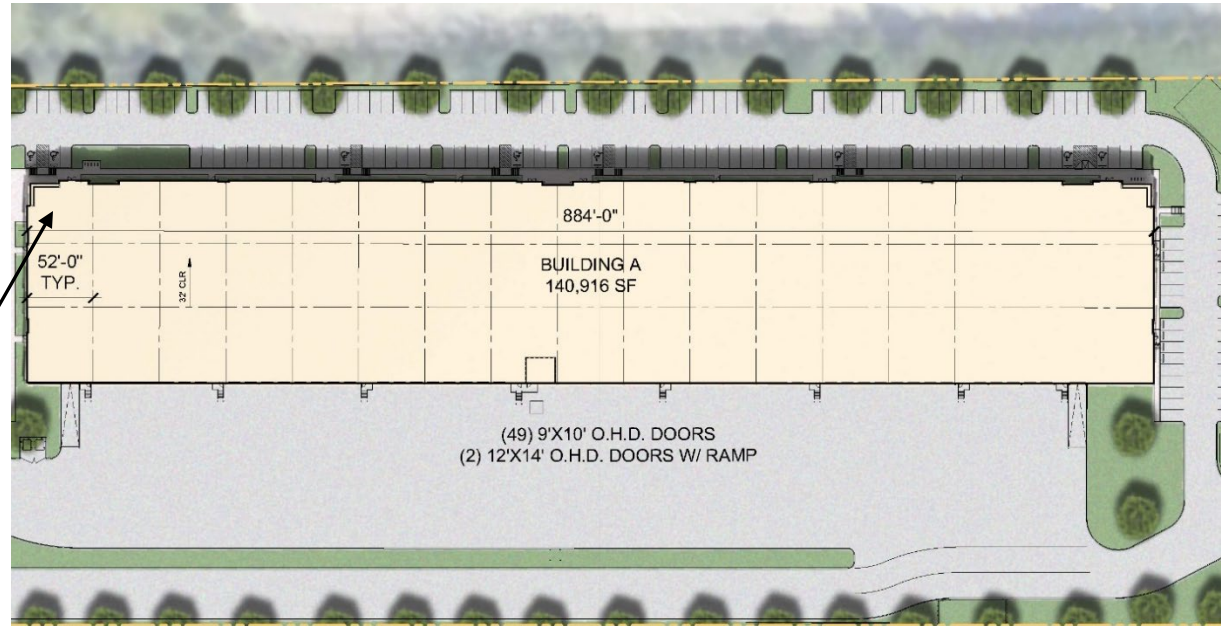 884'-0"
52'-0"
TYP.
32' CLR
BUILDING A
140,916 SF
(49) 9'X10' O.H.D. DOORS
(2) 12'X14' O.H.D. DOORS W/ RAMP